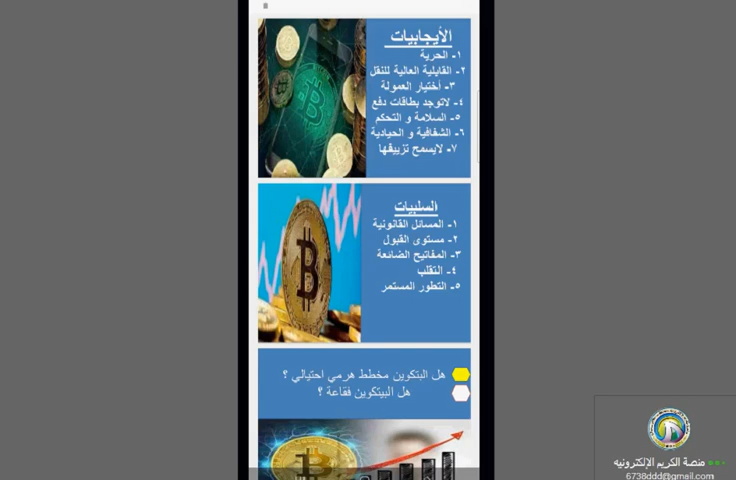 الأيجابيات
١- الحرية
٢- القابلية العالية للنقل
٣- أختيار العمولة
٤- لاتوجد بطاقات دفع
٥- السلامة و التحكم
٦- الشفافية و الحيادية
٧- لايسمح تزييفها
السلبيات
١- المسائل القانونية
٢- مستوى القبول
٣- المفاتيح الضائعة
٤- التقلب
٥- التطور المستمر
هل البتكوين مخطط هرمي احتيالي ؟
هل البيتكوين فقاعة ؟
منصة الكريم الإلكترونيه
6738ddd@gmail.com